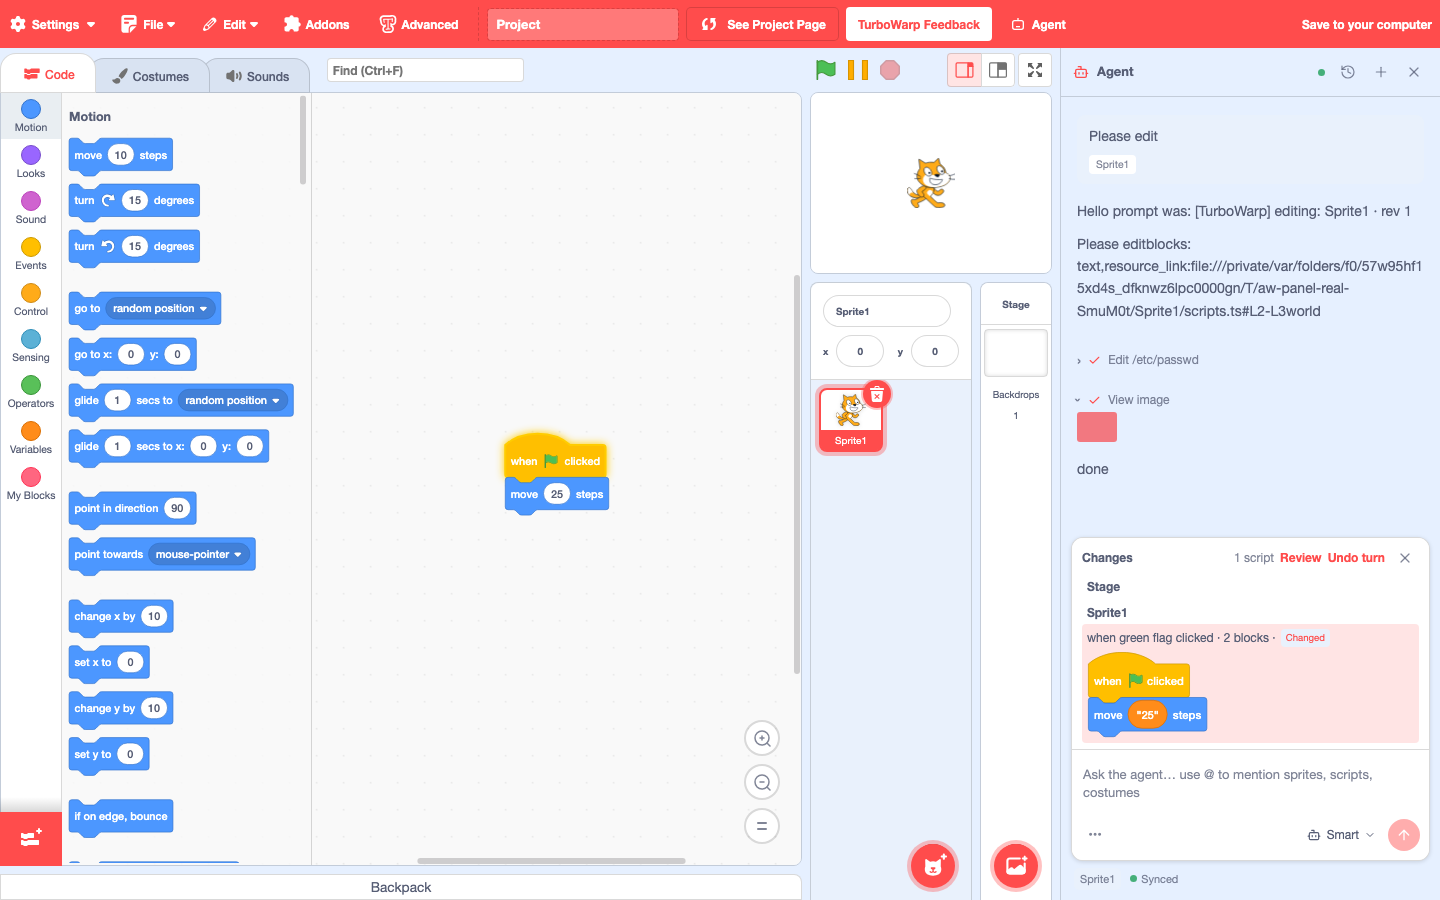 Settings
File
Edit
Addons
Advanced
Project
See Project Page
TurboWarp Feedback
Agent
Save to your computer
Code
Costumes
Sounds
Find (Ctrl+F)
Motion
Looks
Sound
Events
Control
Sensing
Operators
Variables
My Blocks
Motion
move 10 steps
turn 15 degrees
turn 15 degrees
go to random position
go to x: 0 y: 0
glide 1 secs to random position
glide 1 secs to x: 0 y: 0
point in direction 90
point towards mouse-pointer
change x by 10
set x to 0
change y by 10
set y to 0
if on edge, bounce
when clicked
move 25 steps
Backpack
Sprite1
x 0 y 0
Sprite1
Stage
Backdrops
1
Agent
Please edit
Sprite1
Hello prompt was: [TurboWarp] editing: Sprite1 · rev 1
Please editblocks:
text,resource_link:file:///private/var/folders/f0/57w95hf1
5xd4s_dfknwz6lpc0000gn/T/aw-panel-real-
SmuM0t/Sprite1/scripts.ts#L2-L3world
Edit /etc/passwd
View image
done
Changes 1 script Review Undo turn
Stage
Sprite1
when green flag clicked · 2 blocks · Changed
when clicked
move "25" steps
Ask the agent… use @ to mention sprites, scripts,
costumes
Smart
Sprite1 Synced